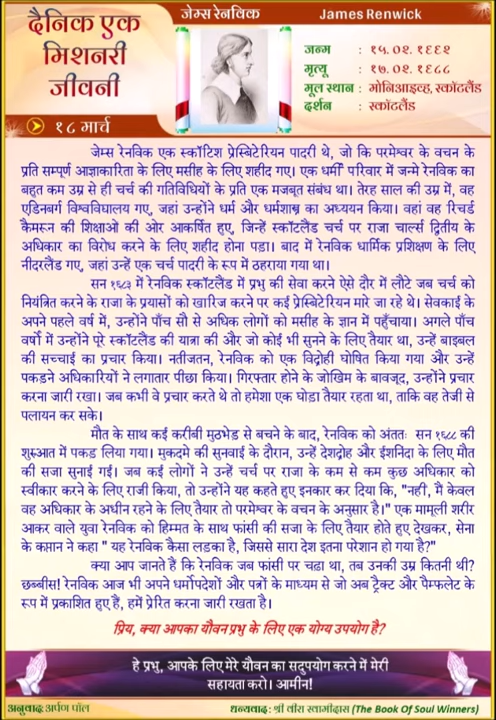 दैनिक एक
मिशनरी
जीवनी
१८ मार्च
जेम्स रेनविक James Renwick
जन्म : १५. ०२. १६६२
मृत्यू : १७. ०२. १६८८
मूल स्थान : मोनिआइव्ह, स्कॉटलैंड
दर्शन : स्कॉटलैंड
जेम्स रेनविक एक स्कॉटिश प्रेस्बिटेरियन पादरी थे, जो कि परमेश्वर के वचन के
प्रति सम्पूर्ण आज्ञाकारिता के लिए मसीह के लिए शहीद गए। एक धर्मी परिवार में जन्मे रेनविक का
बहुत कम उम्र से ही चर्च की गतिविधियों के प्रति एक मजबूत संबंध था। तेरह साल की उम्र में, वह
एडिनबर्ग विश्वविद्यालय गए, जहां उन्होंने धर्म और धर्मशास्त्र का अध्ययन किया। वहां वह रिचर्ड
कैमरून की शिक्षाओं की ओर आकर्षित हुए, जिन्हें स्कॉटलैंड चर्च पर राजा चार्ल्स द्वितीय के
अधिकार का विरोध करने के लिए शहीद होना पड़ा। बाद में रेनविक धार्मिक प्रशिक्षण के लिए
नीदरलैंड गए, जहां उन्हें एक चर्च पादरी के रूप में ठहराया गया था।
सन १६८३ में रेनविक स्कॉटलैंड में प्रभु की सेवा करने ऐसे दौर में लौटे जब चर्च को
नियंत्रित करने के राजा के प्रयासों को खारिज करने पर कई प्रेस्बिटेरियन मारे जा रहे थे। सेवकाई के
अपने पहले वर्ष में, उन्होंने पाँच सौ से अधिक लोगों को मसीह के ज्ञान में पहुँचाया। अगले पाँच
वर्षों में उन्होंने पूरे स्कॉटलैंड की यात्रा की और जो कोई भी सुनने के लिए तैयार था, उन्हें बाइबल
की सच्चाई का प्रचार किया। नतीजतन, रेनविक को एक विद्रोही घोषित किया गया और उन्हें
पकड़ने अधिकारियों ने लगातार पीछा किया। गिरफ्तार होने के जोखिम के बावजूद, उन्होंने प्रचार
करना जारी रखा। जब कभी वे प्रचार करते थे तो हमेशा एक घोड़ा तैयार रहता था, ताकि वह तेजी से
पलायन कर सके।
मौत के साथ कई करीबी मुठभेड़ से बचने के बाद, रेनविक को अंततः सन १६८८ की
शुरुआत में पकड लिया गया। मुकदमे की सुनवाई के दौरान, उन्हें देशद्रोह और ईशनिंदा के लिए मौत
की सजा सुनाई गई। जब कई लोगों ने उन्हें चर्च पर राजा के कम से कम कुछ अधिकार को
स्वीकार करने के लिए राजी किया, तो उन्होंने यह कहते हुए इनकार कर दिया कि, "नही, मैं केवल
वह अधिकार के अधीन रहने के लिए तैयार तो परमेश्वर के वचन के अनुसार है।" एक मामूली शरीर
आकर वाले युवा रेनविक को हिम्मत के साथ फांसी की सजा के लिए तैयार होते हुए देखकर, सेना
के कप्तान ने कहा " यह रेनविक कैसा लडका है, जिससे सारा देश इतना परेशान हो गया है?"
क्या आप जानते हैं कि रेनविक जब फांसी पर चढा था, तब उनकी उम्र कितनी थी?
छब्बीस! रेनविक आज भी अपने धर्मोपदेशों और पत्रों के माध्यम से जो अब ट्रैक्ट और पैम्फलेट के
रूप में प्रकाशित हुए हैं, हमें प्रेरित करना जारी रखता है।
प्रिय, क्या आपका यौवन प्रभु के लिए एक योग्य उपयोग है?
हे प्रभु, आपके लिए मेरे यौवन का सदुपयोग करने में मेरी
सहायता करो। आमीन!
अनुवाद: अर्पण पॉल धन्यवाद: श्री वीरा स्वामीदास (The Book Of Soul Winners)